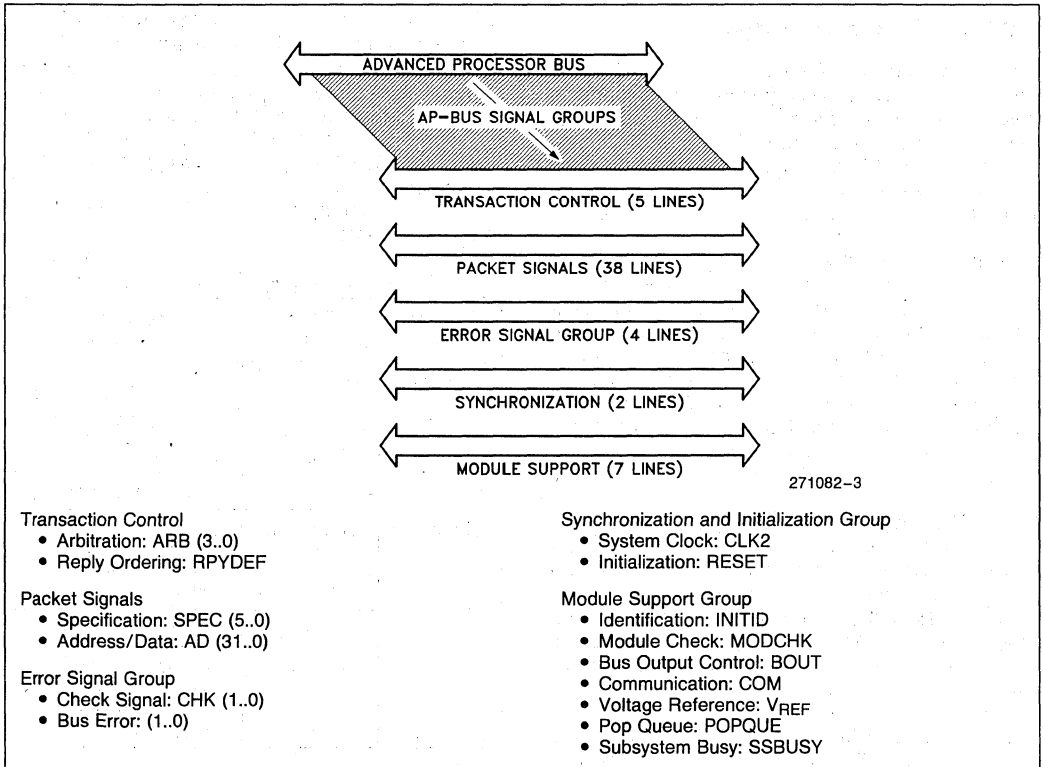 ADVANCED PROCESSOR BUS
AP-BUS SIGNAL GROUPS
TRANSACTION CONTROL (5 LINES)
PACKET SIGNALS (38 LINES)
ERROR SIGNAL GROUP (4 LINES)
SYNCHRONIZATION (2 LINES)
MODULE SUPPORT (7 LINES)
271082-3
Transaction Control
• Arbitration: ARB (3..0)
• Reply Ordering: RPYDEF
Packet Signals
• Specification: SPEC (5..0)
• Address/Data: AD (31..0)
Error Signal Group
• Check Signal: CHK (1..0)
• Bus Error: (1..0)
Synchronization and Initialization Group
• System Clock: CLK2
• Initialization: RESET
Module Support Group
• Identification: INITID
• Module Check: MODCHK
• Bus Output Control: BOUT
• Communication: COM
• Voltage Reference: VREF
• Pop Queue: POPQUE
• Subsystem Busy: SSBUSY